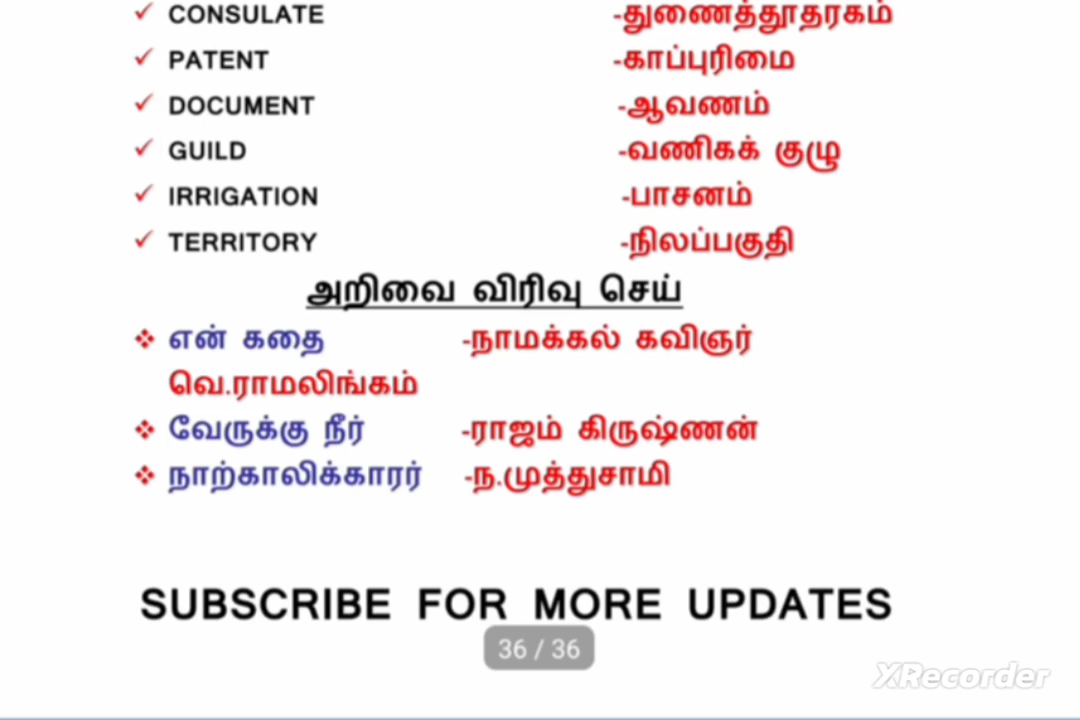 CONSULATE -துணைத்தூதரகம்
PATENT -காப்புரிமை
DOCUMENT -ஆவணம்
GUILD -வணிகக் குழு
IRRIGATION -பாசனம்
TERRITORY -நிலப்பகுதி
அறிவை விரிவு செய்
என் கதை -நாமக்கல் கவிஞர்
வெ.ராமலிங்கம்
வேருக்கு நீர் -ராஜம் கிருஷ்ணன்
நாற்காலிக்காரர் -ந.முத்துசாமி
SUBSCRIBE FOR MORE UPDATES
36 / 36
XRecorder